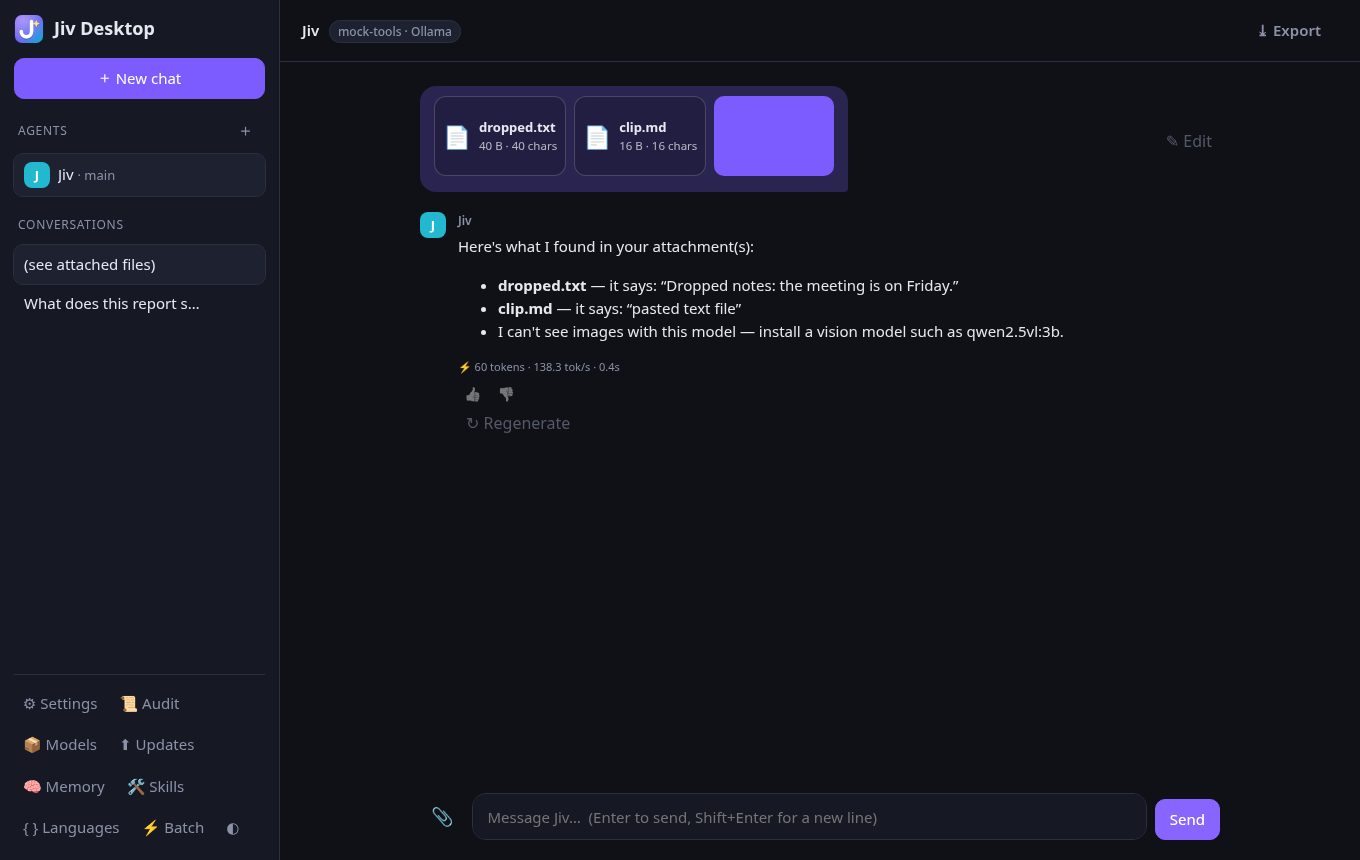 Jiv Desktop
+ New chat
AGENTS +
J Jiv · main
CONVERSATIONS
(see attached files)
What does this report s...
⚙ Settings 📜 Audit
📦 Models ⬆ Updates
🧠 Memory 🛠️ Skills
{ } Languages ⚡ Batch ◐
Jiv mock-tools · Ollama
⤓ Export
dropped.txt
40 B · 40 chars
clip.md
16 B · 16 chars
✎ Edit
J Jiv
Here's what I found in your attachment(s):
• dropped.txt — it says: “Dropped notes: the meeting is on Friday.”
• clip.md — it says: “pasted text file”
• I can't see images with this model — install a vision model such as qwen2.5vl:3b.
⚡ 60 tokens · 138.3 tok/s · 0.4s
👍 👎
↻ Regenerate
📎 Message Jiv... (Enter to send, Shift+Enter for a new line)
Send